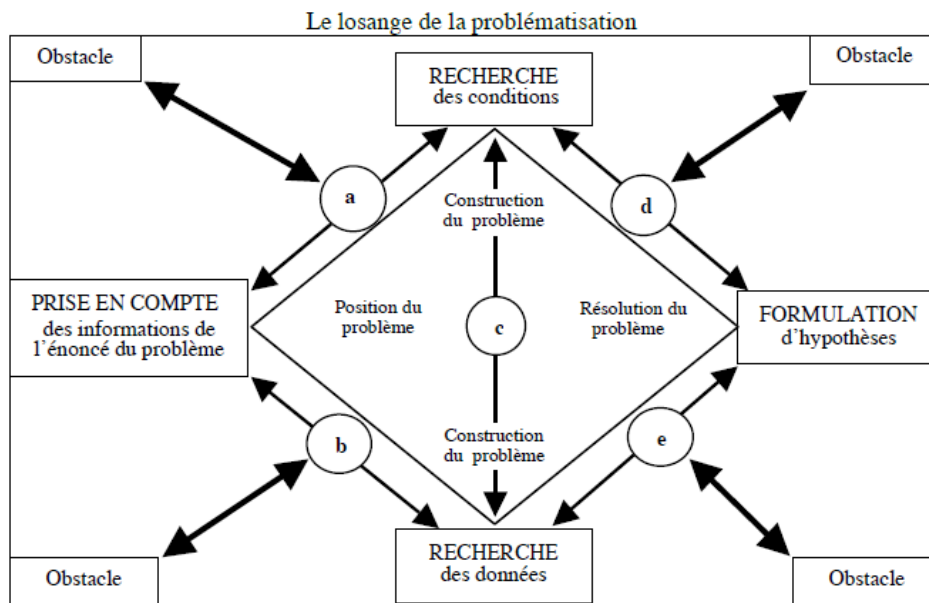 Le losange de la problématisation
Obstacle
Obstacle
RECHERCHE
des conditions
a
d
Construction
du problème
PRISE EN COMPTE
des informations de
l'énoncé du problème
Position du
problème
c
Résolution du
problème
FORMULATION
d'hypothèses
Construction
du problème
b
e
RECHERCHE
des données
Obstacle
Obstacle